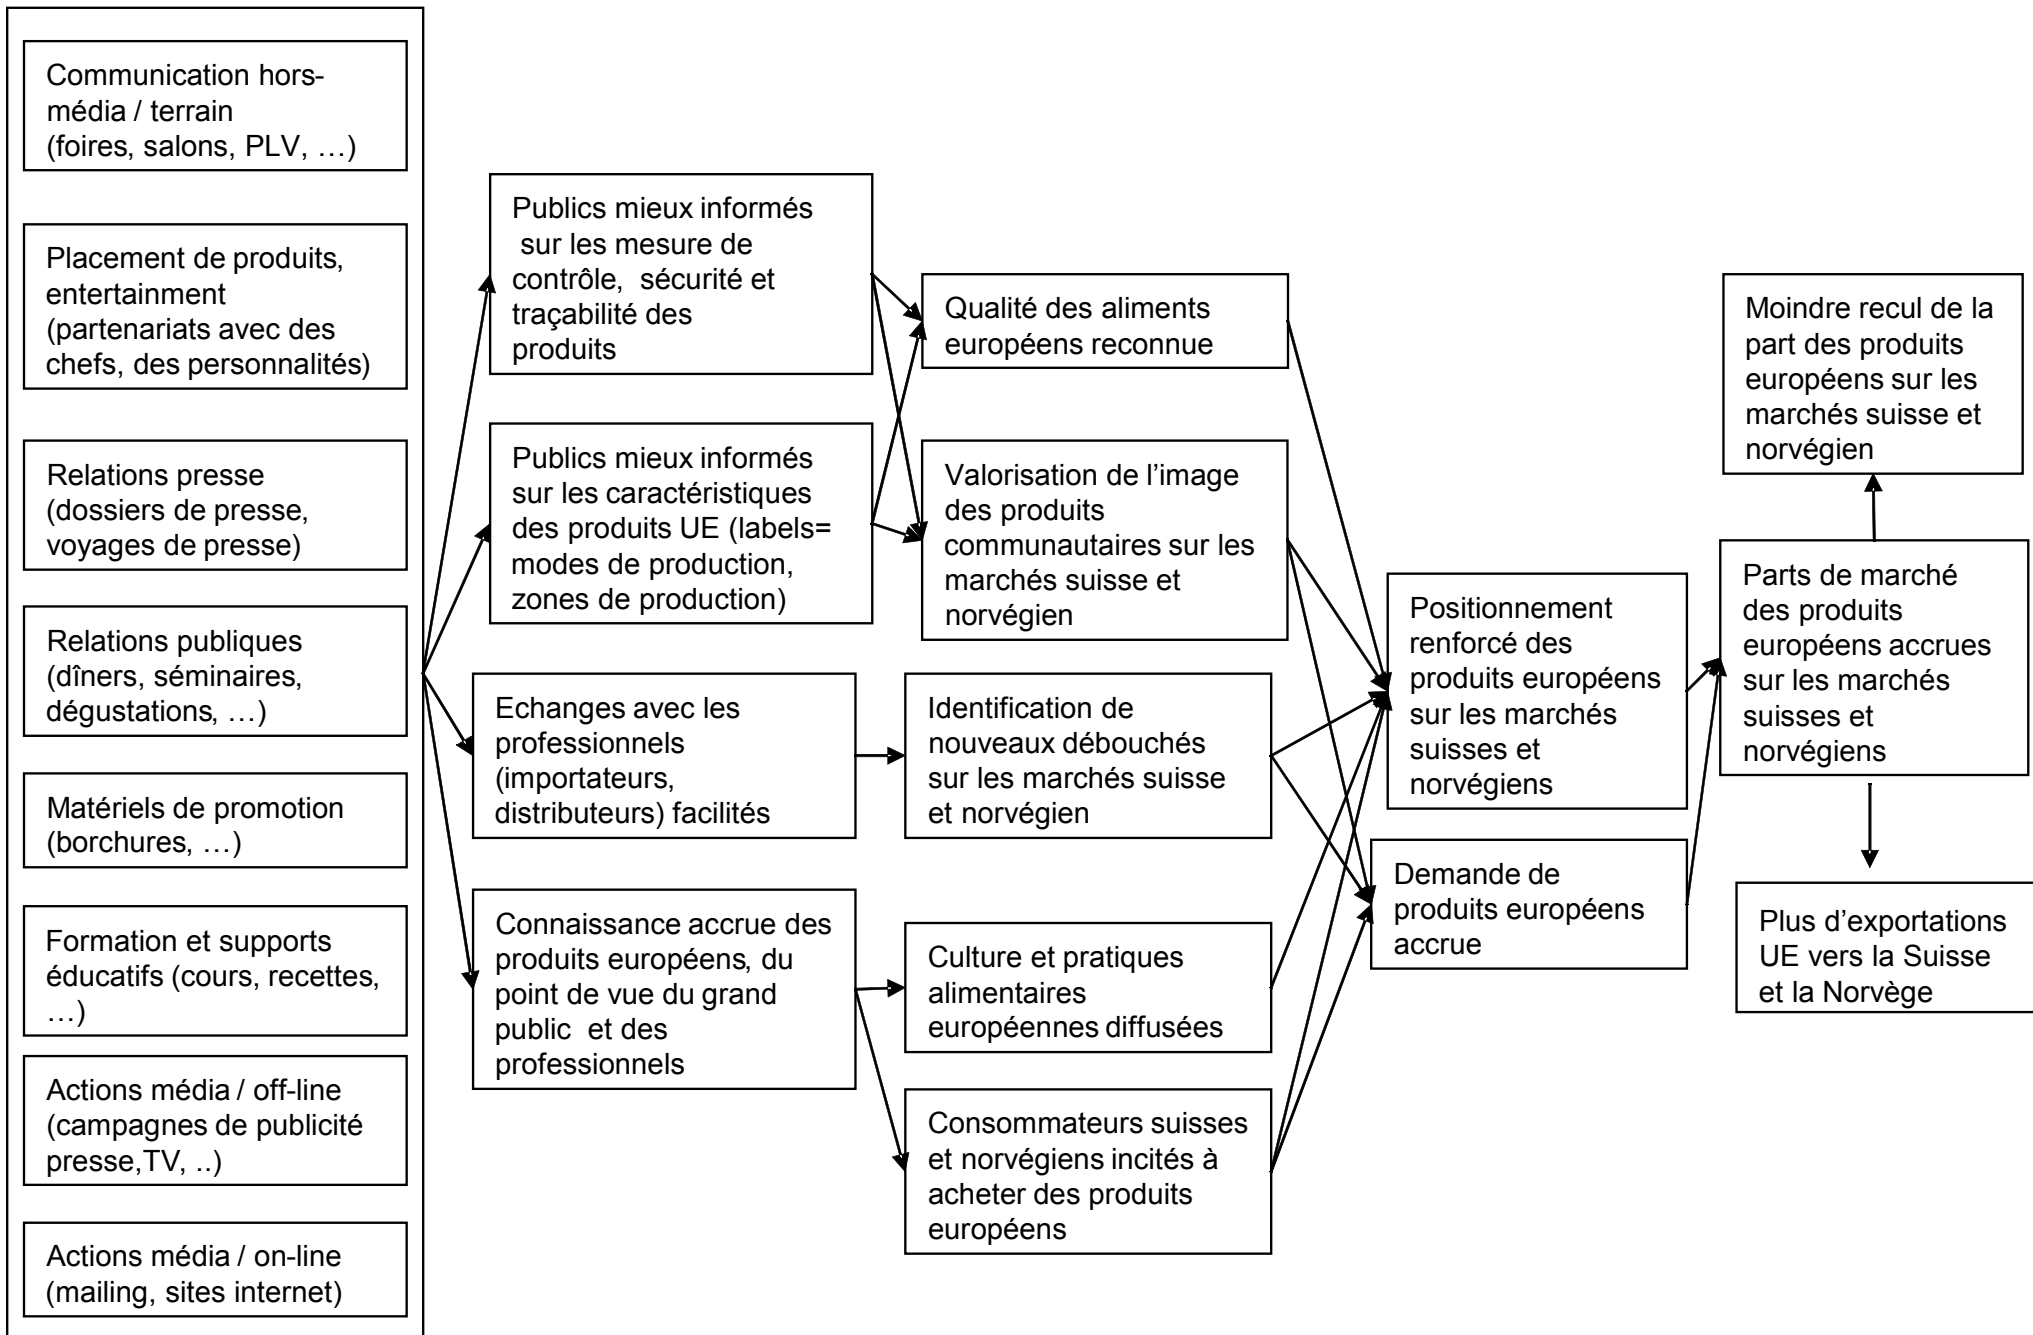 Communication hors-
média / terrain
(foires, salons, PLV, …)
Placement de produits,
entertainment
(partenariats avec des
chefs, des personnalités)
Relations presse
(dossiers de presse,
voyages de presse)
Relations publiques
(dîners, séminaires,
dégustations, …)
Matériels de promotion
(borchures, …)
Formation et supports
éducatifs (cours, recettes,
…)
Actions média / off-line
(campagnes de publicité
presse,TV, ..)
Actions média / on-line
(mailing, sites internet)
Publics mieux informés
sur les mesure de
contrôle, sécurité et
traçabilité des
produits
Publics mieux informés
sur les caractéristiques
des produits UE (labels=
modes de production,
zones de production)
Echanges avec les
professionnels
(importateurs,
distributeurs) facilités
Connaissance accrue des
produits européens, du
point de vue du grand
public et des
professionnels
Qualité des aliments
européens reconnue
Valorisation de l’image
des produits
communautaires sur les
marchés suisse et
norvégien
Identification de
nouveaux débouchés
sur les marchés suisse
et norvégien
Culture et pratiques
alimentaires
européennes diffusées
Consommateurs suisses
et norvégiens incités à
acheter des produits
européens
Positionnement
renforcé des
produits européens
sur les marchés
suisses et
norvégiens
Demande de
produits européens
accrue
Moindre recul de la
part des produits
européens sur les
marchés suisse et
norvégien
Parts de marché
des produits
européens accrues
sur les marchés
suisses et
norvégiens
Plus d’exportations
UE vers la Suisse
et la Norvège